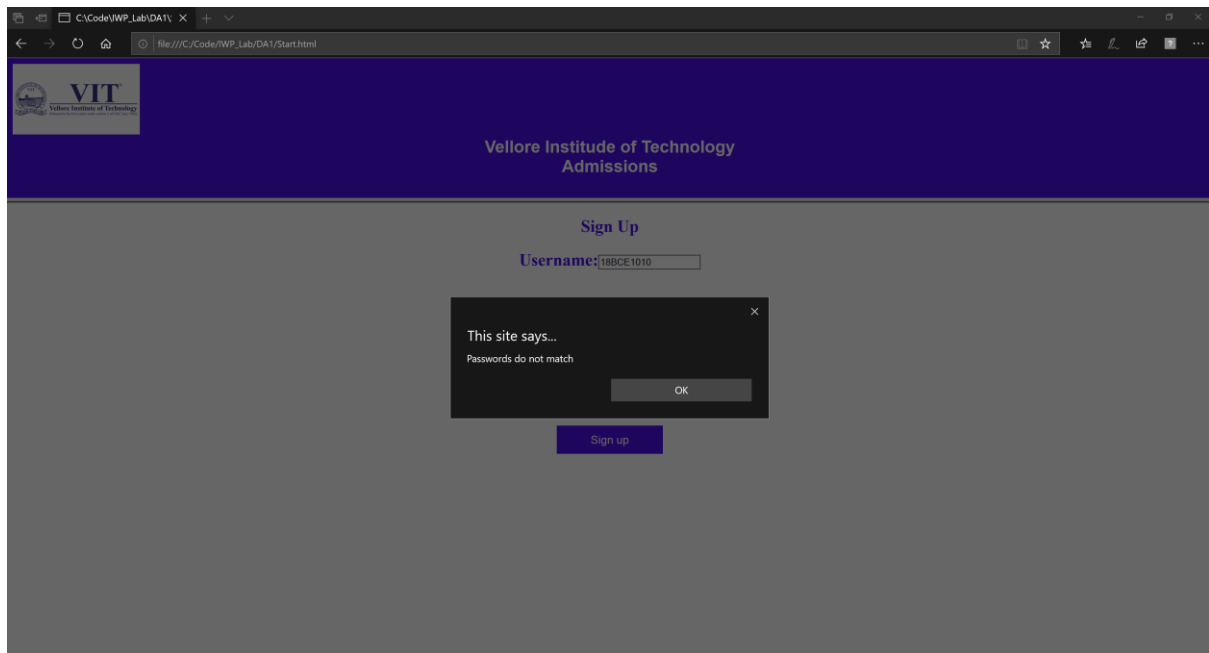 C:\Code\IWP_Lab\DA1\
file:///C:/Code/IWP_Lab/DA1/Start.html
VIT
Vellore Institute of Technology
Vellore Institude of Technology
Admissions
Sign Up
Username:18BCE1010
This site says...
Passwords do not match
OK
Sign up